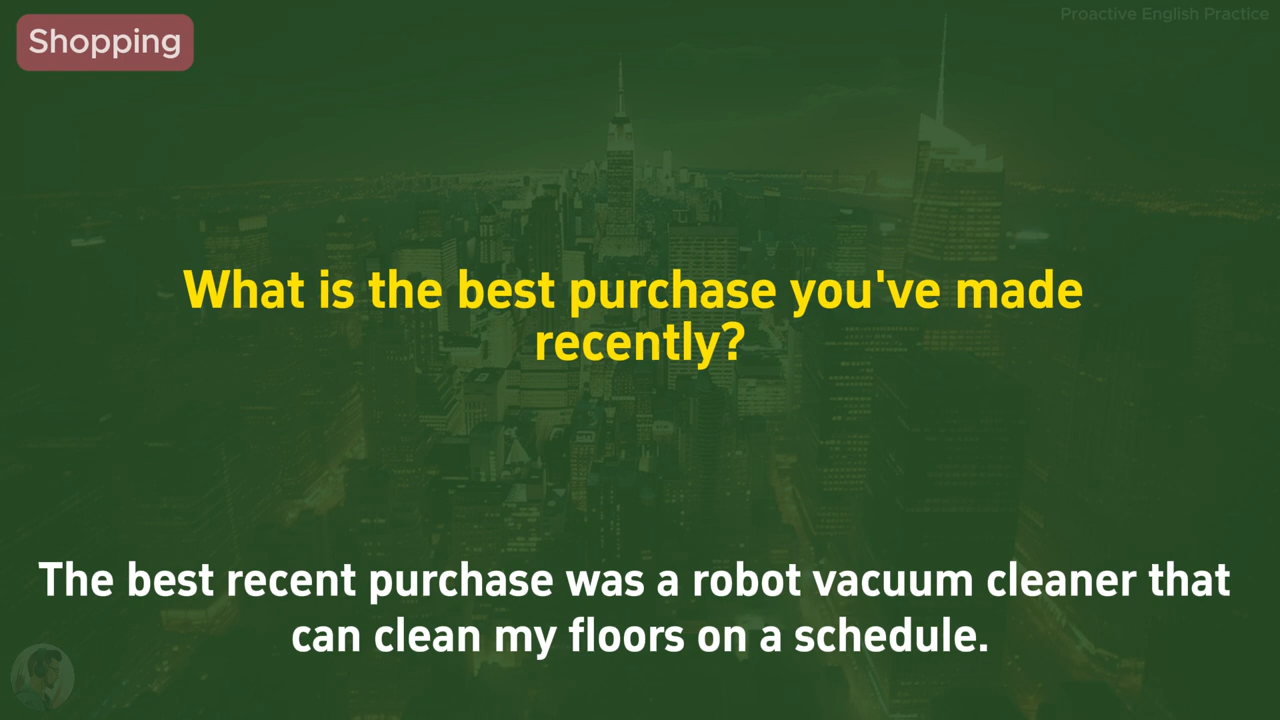 Shopping
Proactive English Practice
What is the best purchase you've made
recently?
The best recent purchase was a robot vacuum cleaner that
can clean my floors on a schedule.